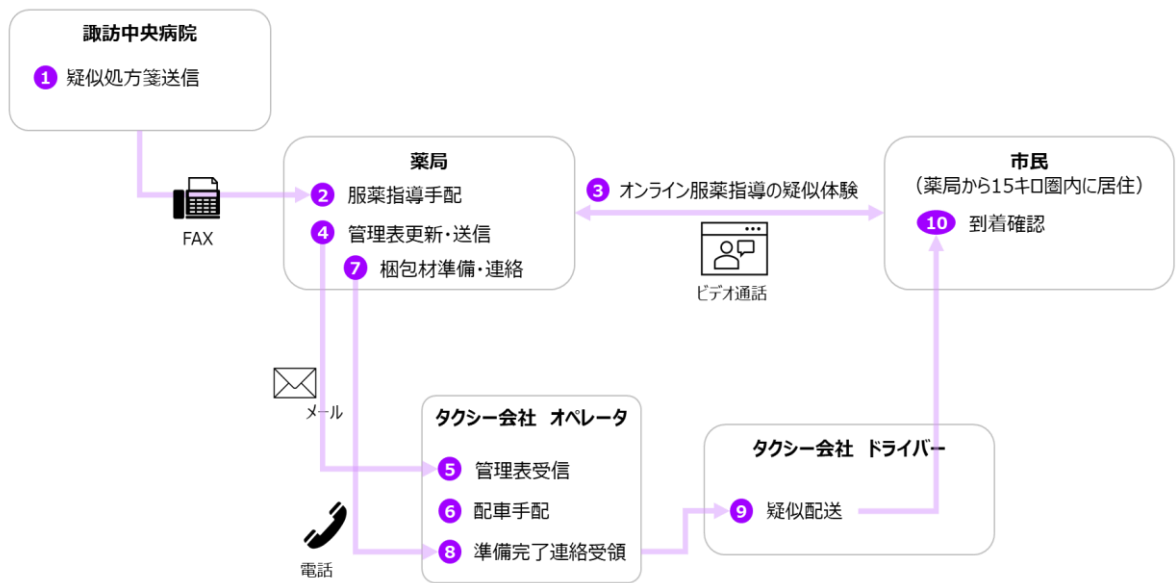 諏訪中央病院
1 疑似処方箋送信
FAX
薬局
2 服薬指導手配
4 管理表更新・送信
7 梱包材準備・連絡
3 オンライン服薬指導の疑似体験
ビデオ通話
市民
（薬局から15キロ圏内に居住）
10 到着確認
メール
電話
タクシー会社 オペレータ
5 管理表受信
6 配車手配
8 準備完了連絡受領
タクシー会社 ドライバー
9 疑似配送